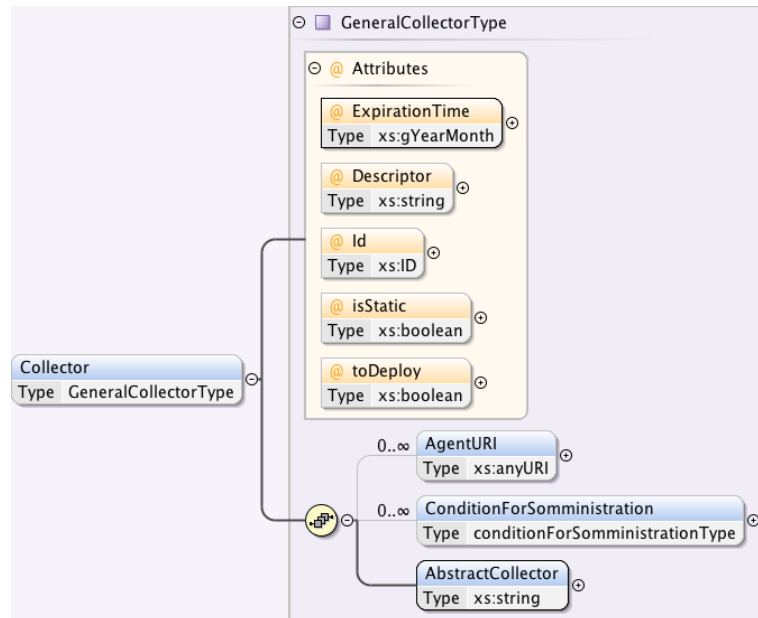 GeneralCollectorType
@ Attributes
@ ExpirationTime
Type xs:gYearMonth
@ Descriptor
Type xs:string
@ Id
Type xs:ID
@ isStatic
Type xs:boolean
@ toDeploy
Type xs:boolean
Collector
Type GeneralCollectorType
0..∞ AgentURI
Type xs:anyURI
0..∞ ConditionForSomministration
Type conditionForSomministrationType
AbstractCollector
Type xs:string